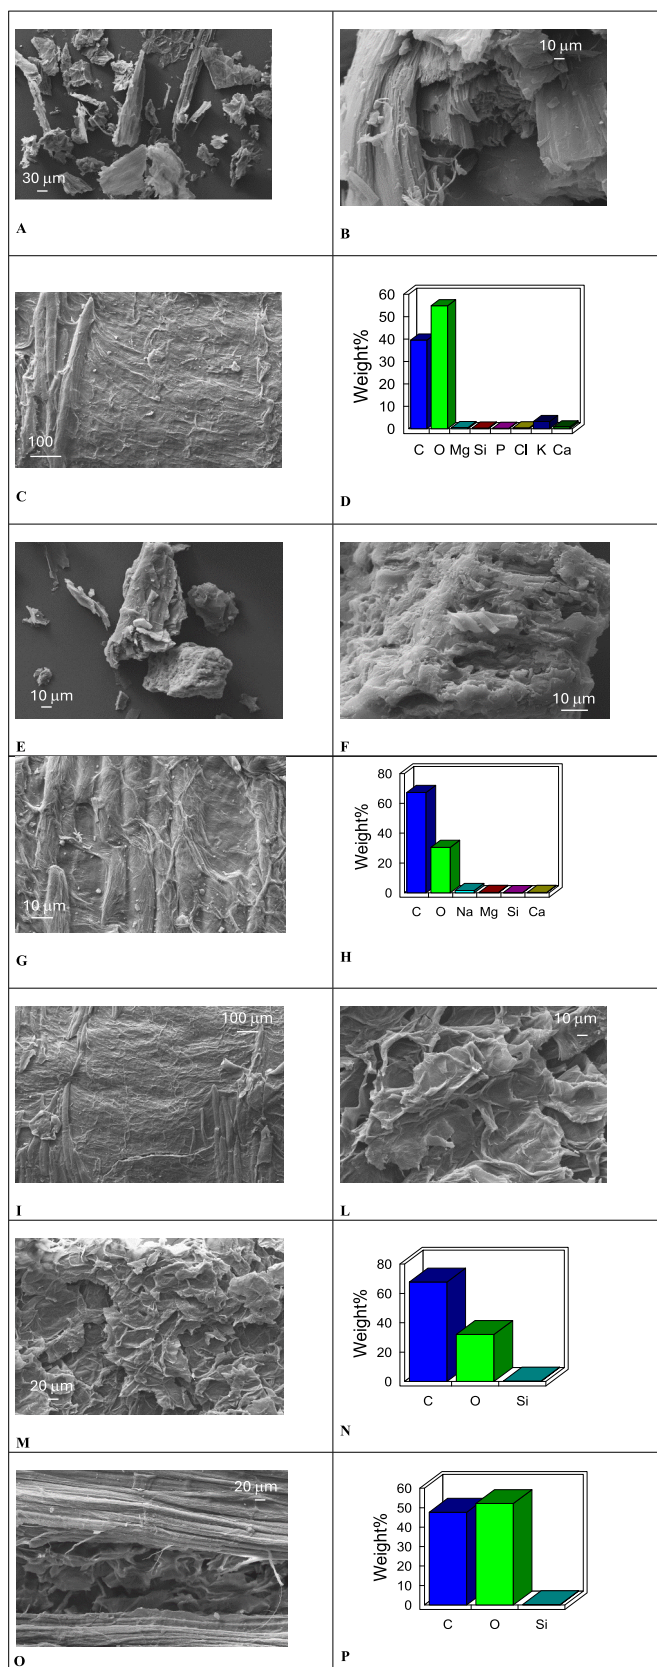 30 μm
10 μm
A
B
100
60
50
40
30
20
10
0
Weight%
C O Mg Si P Cl K Ca
C
D
10 μm
10 μm
E
F
10 μm
80
60
40
20
0
Weight%
C O Na Mg Si Ca
G
H
100 μm
10 μm
I
L
20 μm
80
60
40
20
0
Weight%
C O Si
M
N
20 μm
60
50
40
30
20
10
0
Weight%
C O Si
O
P